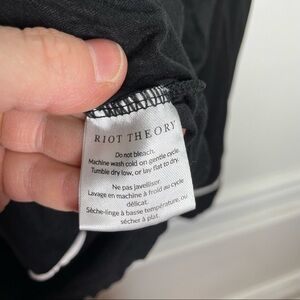 RIOT THEORY
Do not bleach.
Machine wash cold on gentle cycle.
Tumble dry low, or lay flat to dry.
Ne pas javelliser.
Lavage en machine à froid au cycle
délicat.
Sèche-linge à basse température, ou
sécher à plat